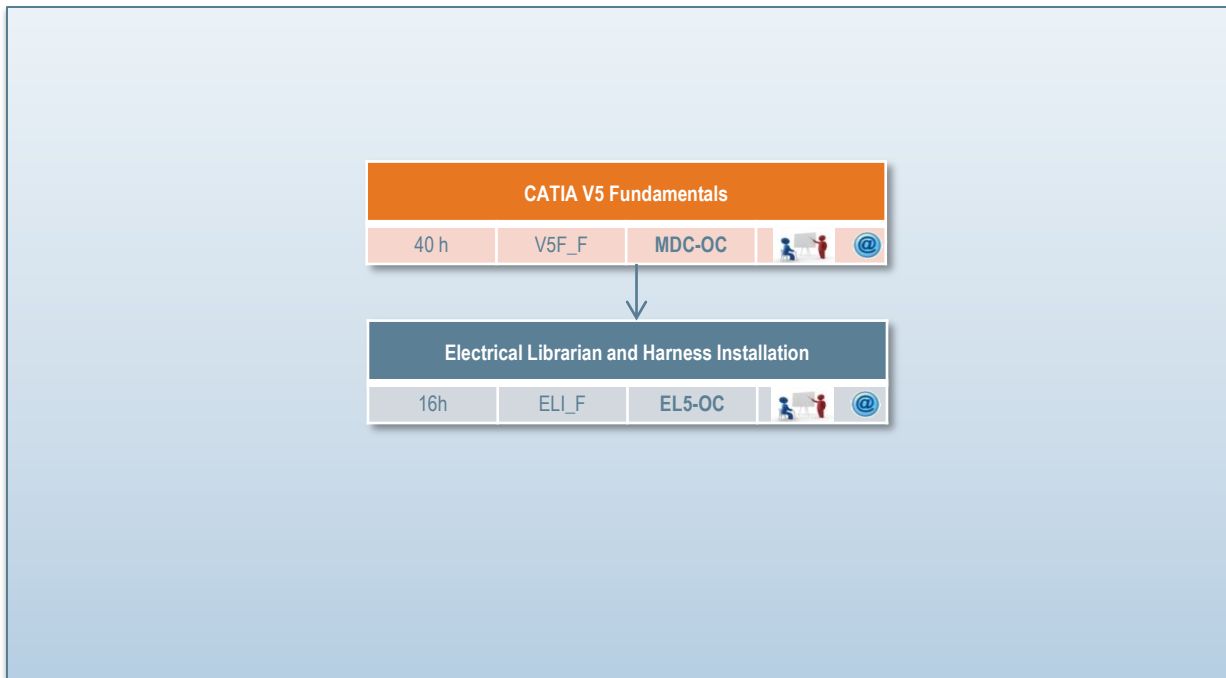 CATIA V5 Fundamentals
40 h V5F_F MDC-OC @
Electrical Librarian and Harness Installation
16h ELI_F EL5-OC @